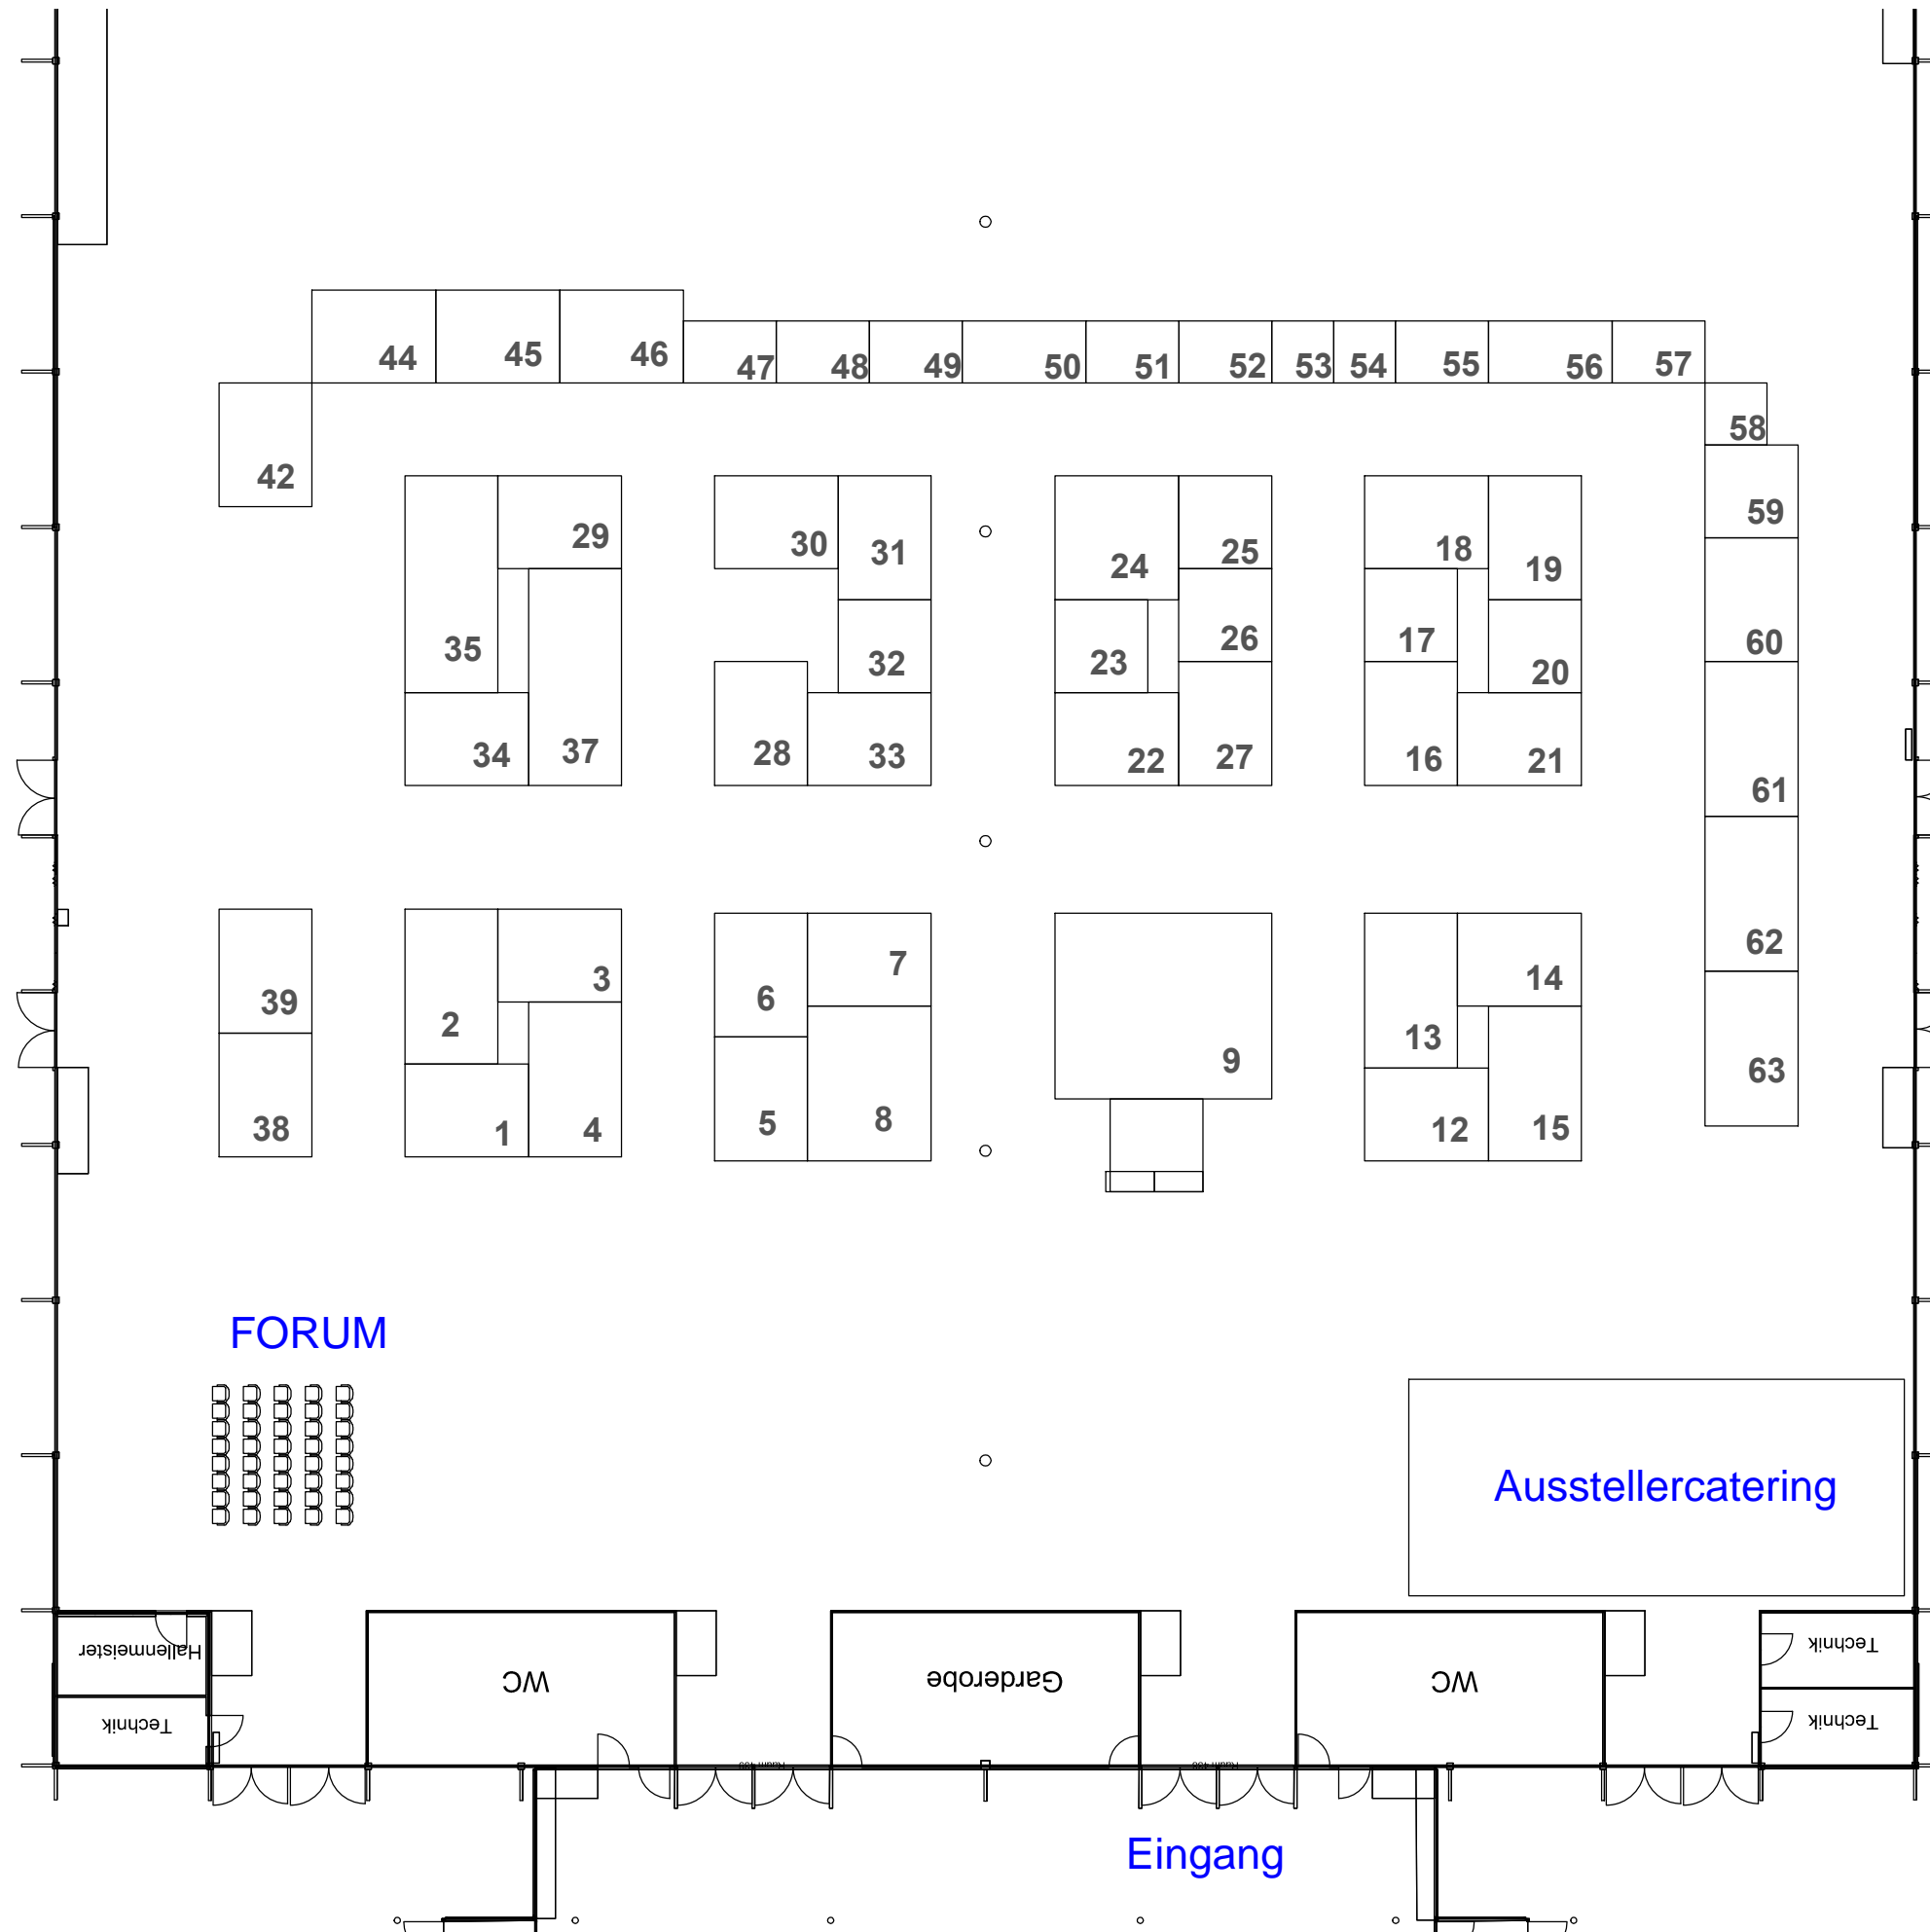 44 45 46
47 48 49 50 51 52 53 54 55 56 57
58
42
59
29 30 31 24 25 18 19
35 32 23 26 17 20 60
34 37 28 33 22 27 16 21 61
39 2 3 6 7 9 13 14 62
38 1 4 5 8 12 15 63
FORUM
Ausstellercatering
Hallenmeister
WC
Garderobe
WC
Technik
Technik
Technik
Eingang